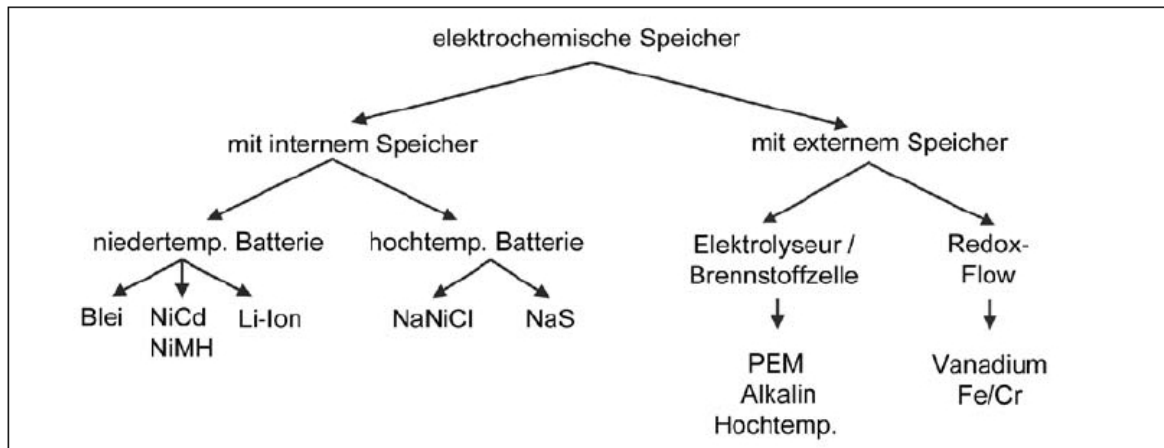 elektrochemische Speicher
mit internem Speicher
mit externem Speicher
niedertemp. Batterie
hochtemp. Batterie
Elektrolyseur /
Brennstoffzelle
Redox-
Flow
Blei
NiCd
NiMH
Li-Ion
NaNiCl
NaS
PEM
Alkalin
Hochtemp.
Vanadium
Fe/Cr